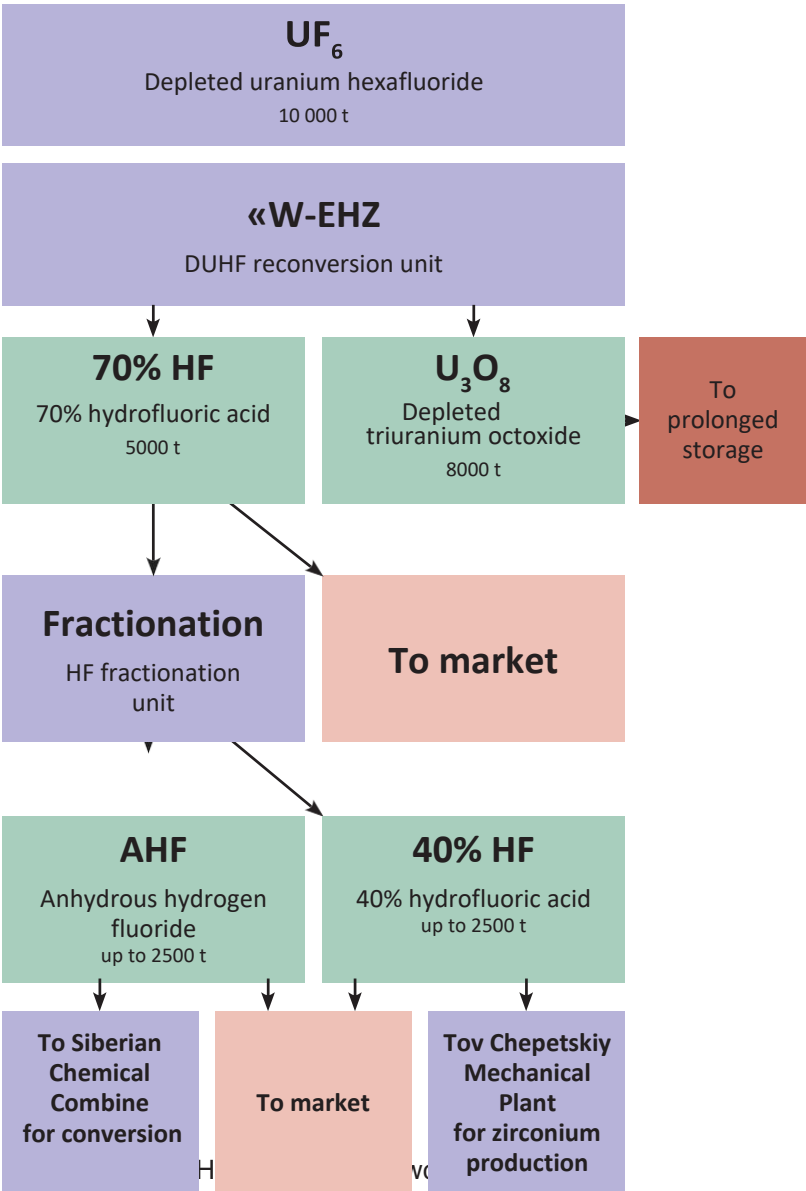 UF6
Depleted uranium hexafluoride
10 000 t
«W-EHZ
DUHF reconversion unit
70% HF
70% hydrofluoric acid
5000 t
U3O8
Depleted
triuranium octoxide
8000 t
To
prolonged
storage
Fractionation
HF fractionation
unit
To market
AHF
Anhydrous hydrogen
fluoride
up to 2500 t
40% HF
40% hydrofluoric acid
up to 2500 t
To Siberian
Chemical
Combine
for conversion
To market
Tov Chepetskiy
Mechanical
Plant
for zirconium
production